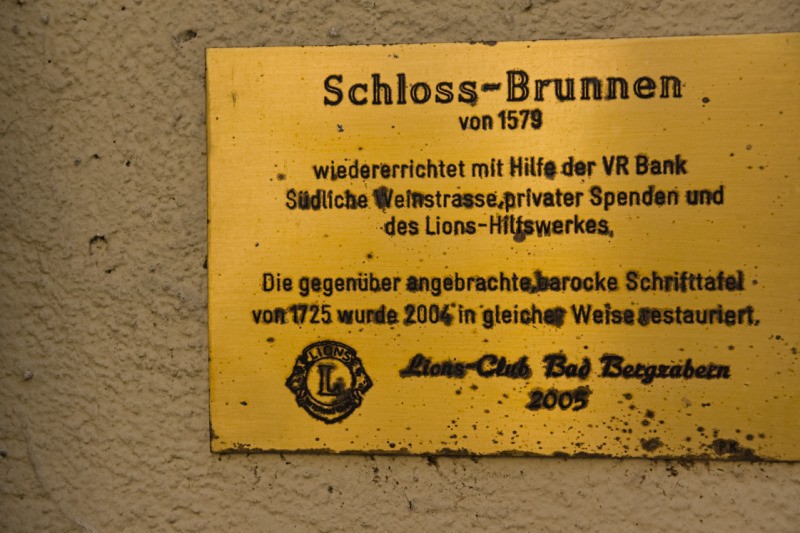 Schloss-Brunnen
von 1579
wiedererrichtet mit Hilfe der VR Bank
Südliche Weinstrasse, privater Spenden und
des Lions-Hilfswerkes.
Die gegenüber angebrachte, barocke Schrifttafel
von 1725 wurde 2004 in gleicher Weise restauriert.
LIONS
L
Lions-Club Bad Bergzabern
2005